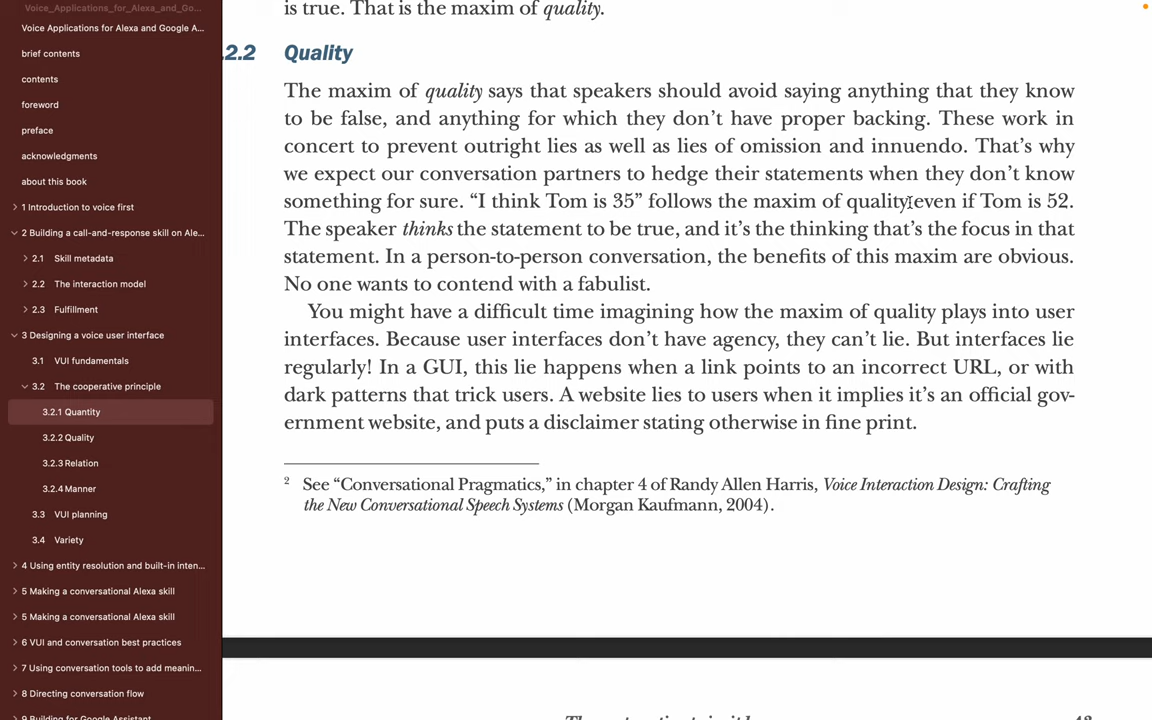 Voice_Applications_for_Alexa_and_Go...
Voice Applications for Alexa and Google A...
brief contents
contents
foreword
preface
acknowledgments
about this book
1 Introduction to voice first
2 Building a call-and-response skill on Ale...
2.1 Skill metadata
2.2 The interaction model
2.3 Fulfillment
3 Designing a voice user interface
3.1 VUI fundamentals
3.2 The cooperative principle
3.2.1 Quantity
3.2.2 Quality
3.2.3 Relation
3.2.4 Manner
3.3 VUI planning
3.4 Variety
4 Using entity resolution and built-in inten...
5 Making a conversational Alexa skill
5 Making a conversational Alexa skill
6 VUI and conversation best practices
7 Using conversation tools to add meanin...
8 Directing conversation flow
9 Building for Google Assistant
is true. That is the maxim of quality.
.2.2 Quality
The maxim of quality says that speakers should avoid saying anything that they know
to be false, and anything for which they don’t have proper backing. These work in
concert to prevent outright lies as well as lies of omission and innuendo. That’s why
we expect our conversation partners to hedge their statements when they don’t know
something for sure. “I think Tom is 35” follows the maxim of quality even if Tom is 52.
The speaker thinks the statement to be true, and it’s the thinking that’s the focus in that
statement. In a person-to-person conversation, the benefits of this maxim are obvious.
No one wants to contend with a fabulist.
You might have a difficult time imagining how the maxim of quality plays into user
interfaces. Because user interfaces don’t have agency, they can’t lie. But interfaces lie
regularly! In a GUI, this lie happens when a link points to an incorrect URL, or with
dark patterns that trick users. A website lies to users when it implies it’s an official gov-
ernment website, and puts a disclaimer stating otherwise in fine print.
2 See “Conversational Pragmatics,” in chapter 4 of Randy Allen Harris, Voice Interaction Design: Crafting
the New Conversational Speech Systems (Morgan Kaufmann, 2004).